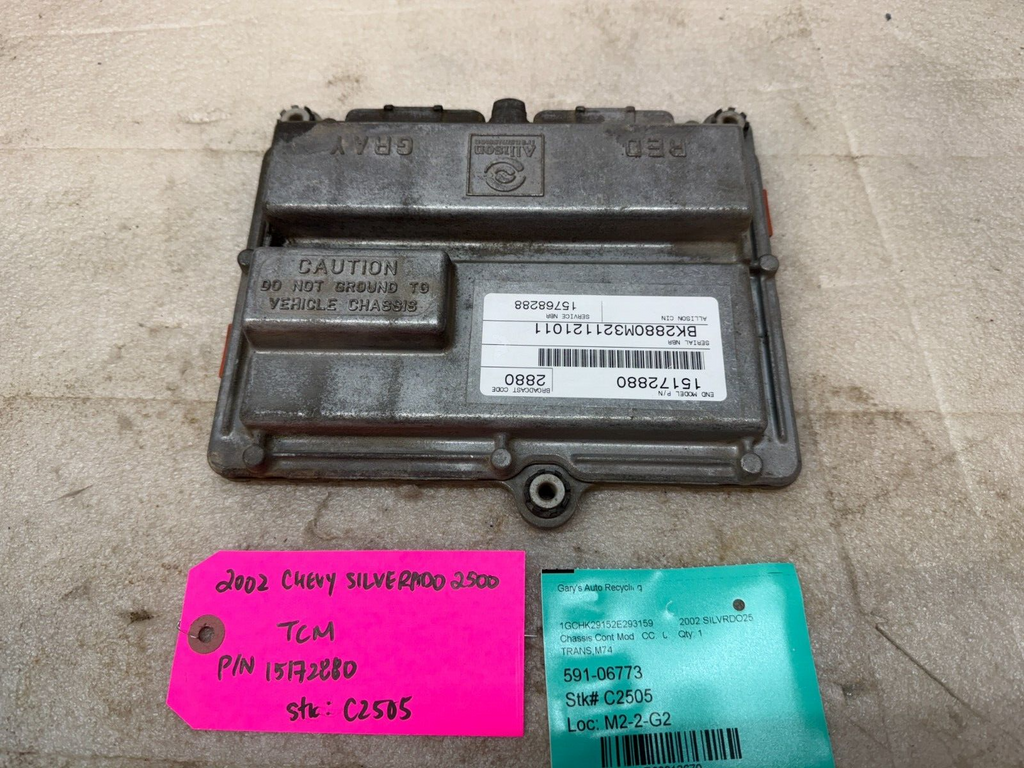 GRAY
Allison
RED
CAUTION
DO NOT GROUND TO
VEHICLE CHASSIS
END MODEL P/N
BROADCAST CODE
15172880
2880
SERIAL NBR
BK2880M321121011
ALLISON CIN
SERVICE NBR
15768288
2002 CHEVY SILVERADO 2500
TCM
P/N 15172880
stk: C2505
Gary's Auto Recycling
1GCHK29152E293159 2002 SILVRDO25
Chassis Cont Mod CC Qty: 1
TRANS,M74
591-06773
Stk# C2505
Loc: M2-2-G2